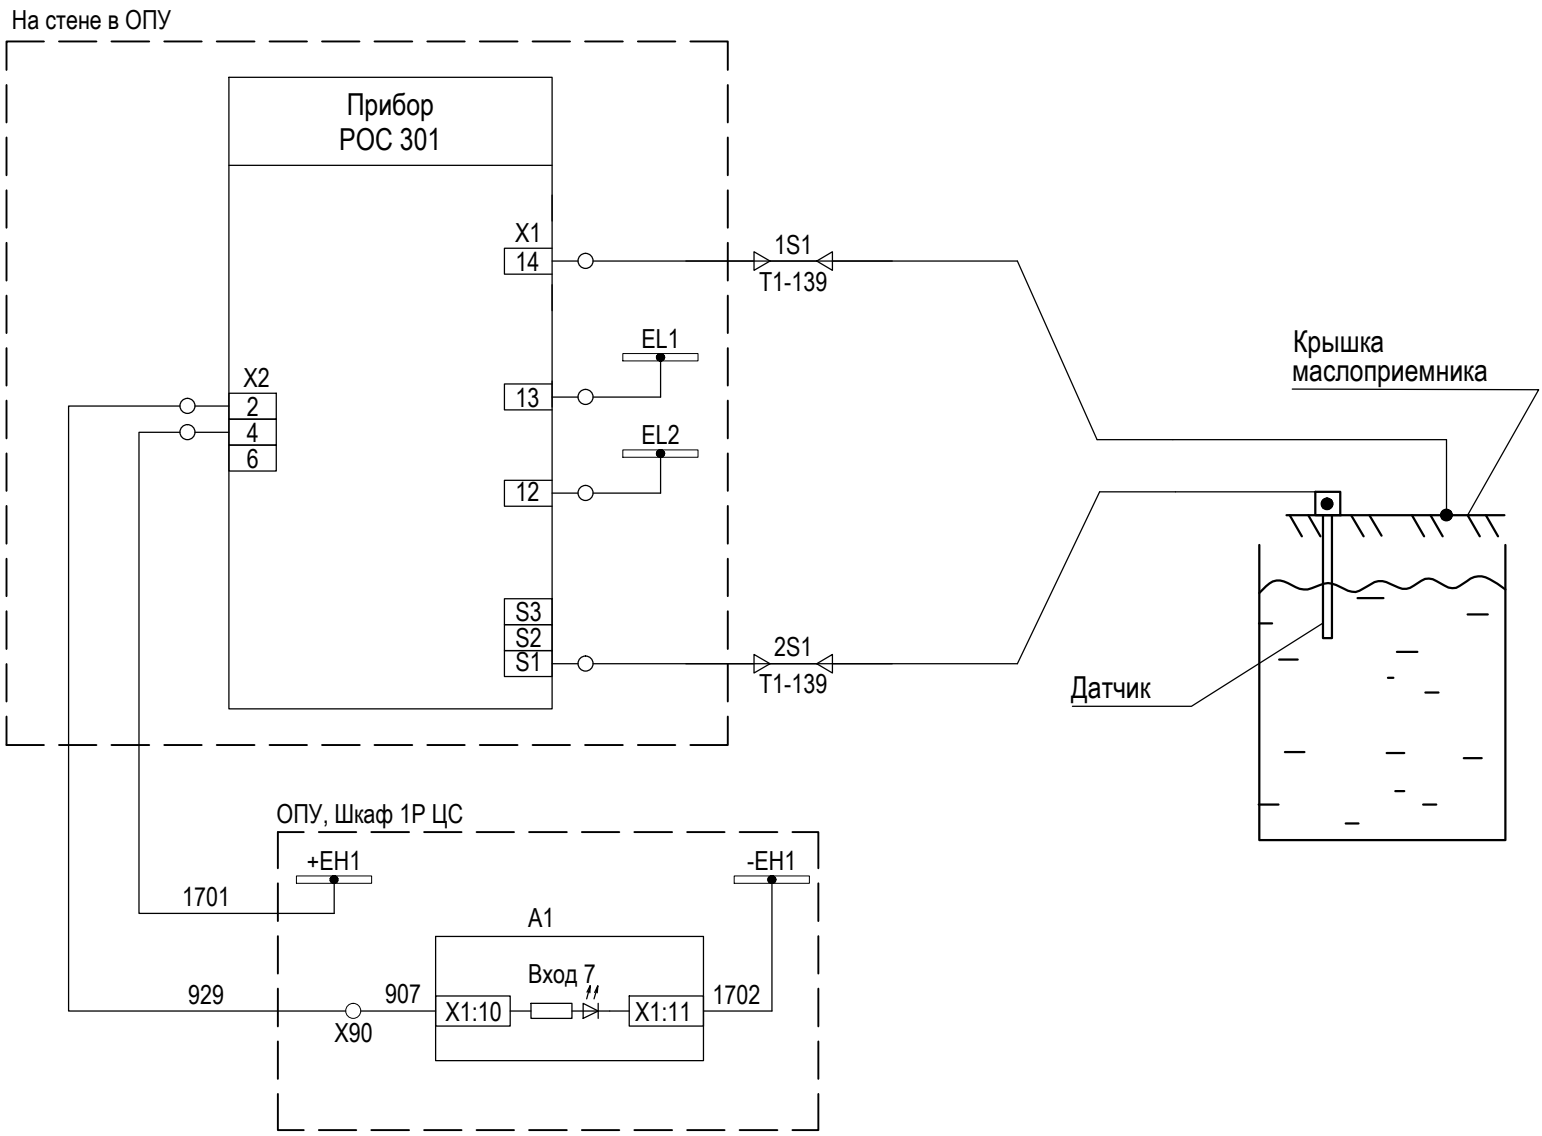 На стене в ОПУ
Прибор
РОС 301
X1
14
1S1
T1-139
EL1
13
X2
2
4
6
EL2
12
Крышка
маслоприемника
S3
S2
S1
2S1
T1-139
Датчик
ОПУ, Шкаф 1Р ЦС
+EH1
-EH1
1701
A1
Вход 7
929
907
X1:10
X1:11
1702
X90